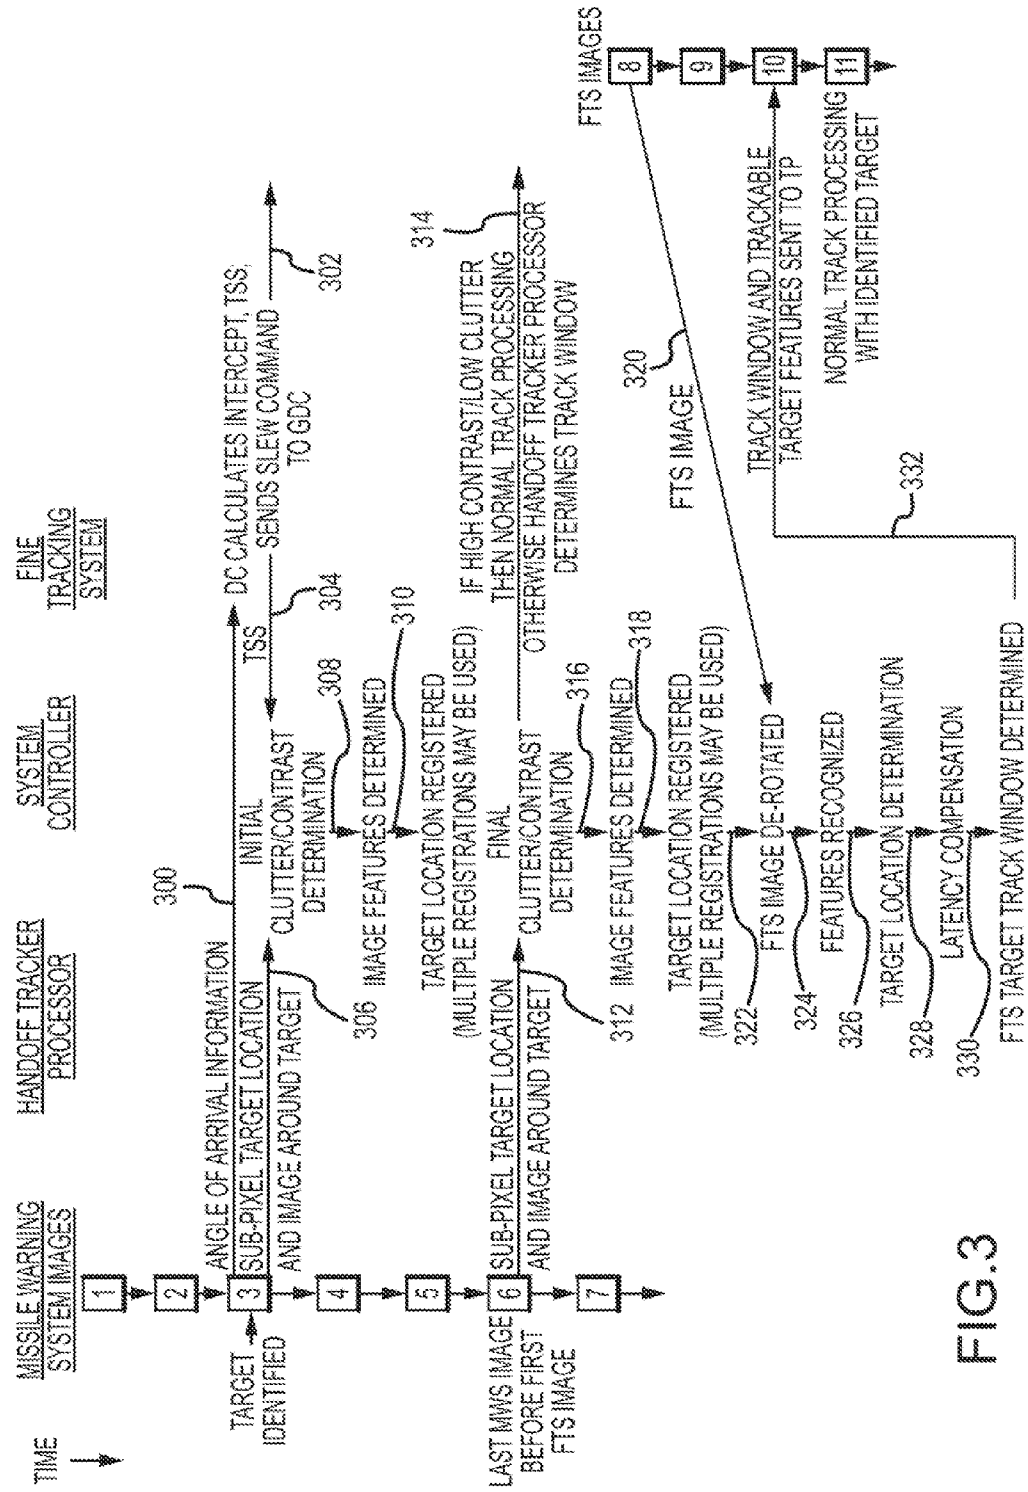 TIME
MISSILE WARNING
SYSTEM IMAGES
HANDOFF TRACKER
PROCESSOR
SYSTEM
CONTROLLER
FINE
TRACKING
SYSTEM
1
2
3
4
5
6
7
TARGET
IDENTIFIED
LAST MWS IMAGE
BEFORE FIRST
FTS IMAGE
ANGLE OF ARRIVAL INFORMATION
300
DC CALCULATES INTERCEPT, TSS,
SENDS SLEW COMMAND
TO GDC
302
TSS
304
SUB-PIXEL TARGET LOCATION
AND IMAGE AROUND TARGET
306
INITIAL
CLUTTER/CONTRAST
DETERMINATION
308
IMAGE FEATURES DETERMINED
310
TARGET LOCATION REGISTERED
(MULTIPLE REGISTRATIONS MAY BE USED)
SUB-PIXEL TARGET LOCATION
AND IMAGE AROUND TARGET
312
FINAL
CLUTTER/CONTRAST
DETERMINATION
IF HIGH CONTRAST/LOW CLUTTER
THEN NORMAL TRACK PROCESSING
OTHERWISE HANDOFF TRACKER PROCESSOR
DETERMINES TRACK WINDOW
314
316
IMAGE FEATURES DETERMINED
318
TARGET LOCATION REGISTERED
(MULTIPLE REGISTRATIONS MAY BE USED)
FTS IMAGES
8
9
10
11
FTS IMAGE
320
322
FTS IMAGE DE-ROTATED
324
FEATURES RECOGNIZED
326
TARGET LOCATION DETERMINATION
328
LATENCY COMPENSATION
330
FTS TARGET TRACK WINDOW DETERMINED
332
TRACK WINDOW AND TRACKABLE
TARGET FEATURES SENT TO TP
NORMAL TRACK PROCESSING
WITH IDENTIFIED TARGET
FIG.3